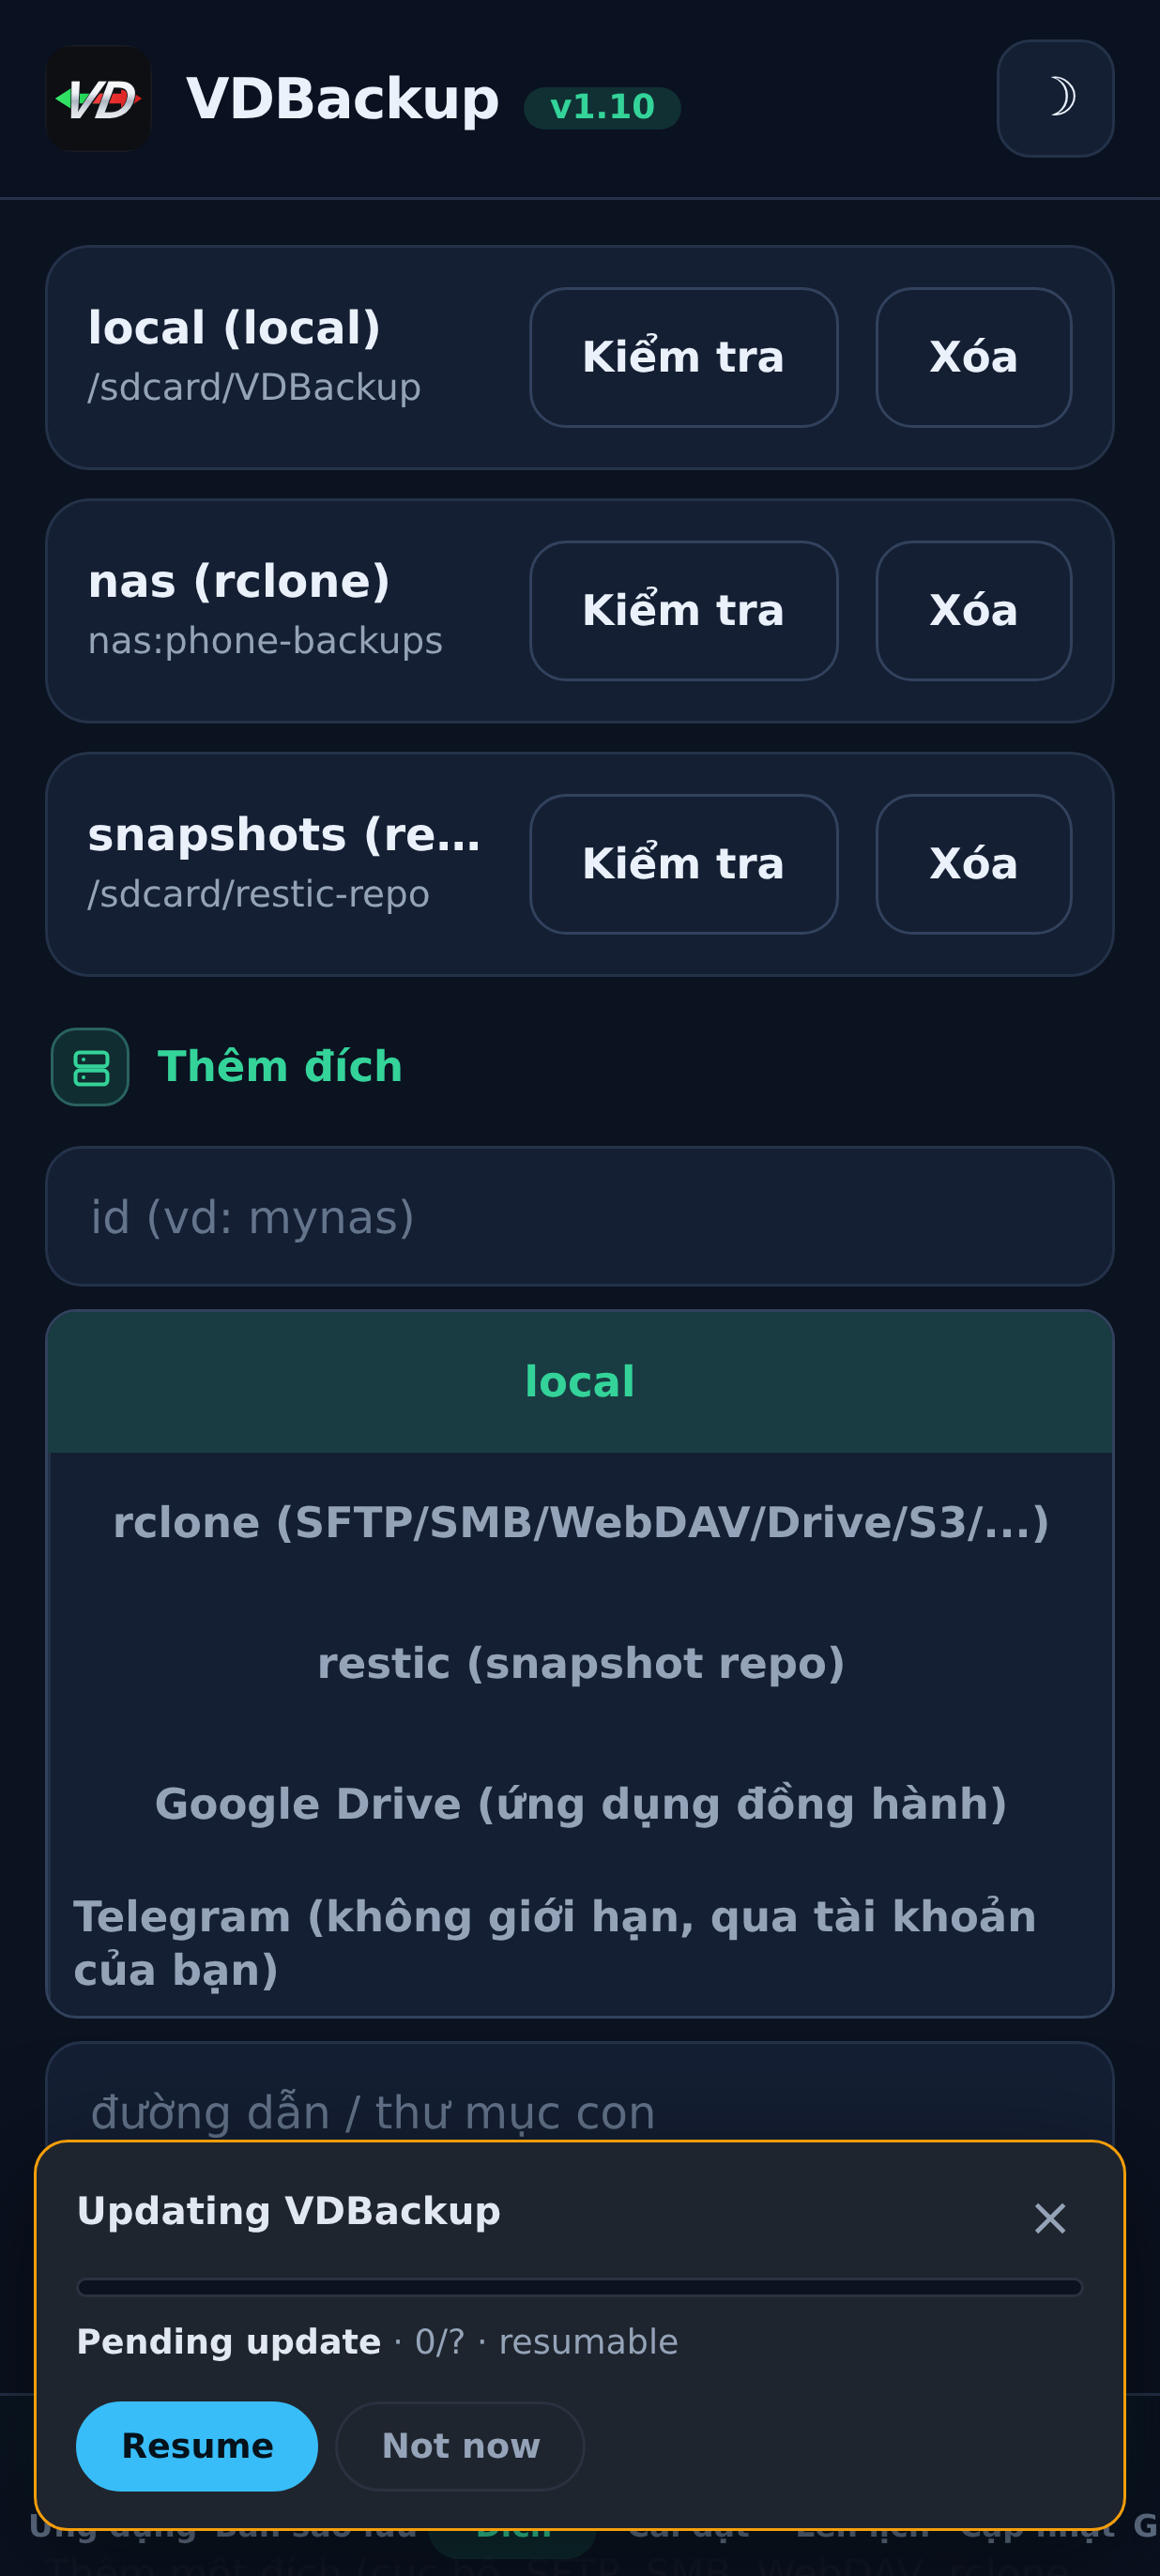 VD
VDBackup v1.10
local (local)
/sdcard/VDBackup
Kiểm tra
Xóa
nas (rclone)
nas:phone-backups
Kiểm tra
Xóa
snapshots (re...
/sdcard/restic-repo
Kiểm tra
Xóa
Thêm đích
id (vd: mynas)
local
rclone (SFTP/SMB/WebDAV/Drive/S3/...)
restic (snapshot repo)
Google Drive (ứng dụng đồng hành)
Telegram (không giới hạn, qua tài khoản
của bạn)
đường dẫn / thư mục con
Updating VDBackup
×
Pending update · 0/? · resumable
Resume
Not now